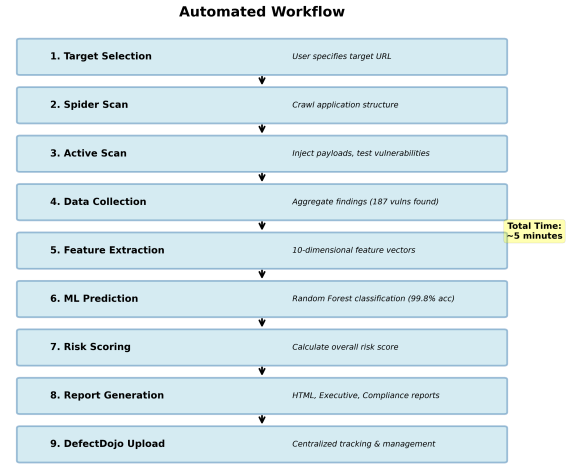 Automated Workflow
1. Target Selection User specifies target URL
2. Spider Scan Crawl application structure
3. Active Scan Inject payloads, test vulnerabilities
4. Data Collection Aggregate findings (187 vulns found)
Total Time:
~5 minutes
5. Feature Extraction 10-dimensional feature vectors
6. ML Prediction Random Forest classification (99.8% acc)
7. Risk Scoring Calculate overall risk score
8. Report Generation HTML, Executive, Compliance reports
9. DefectDojo Upload Centralized tracking & management